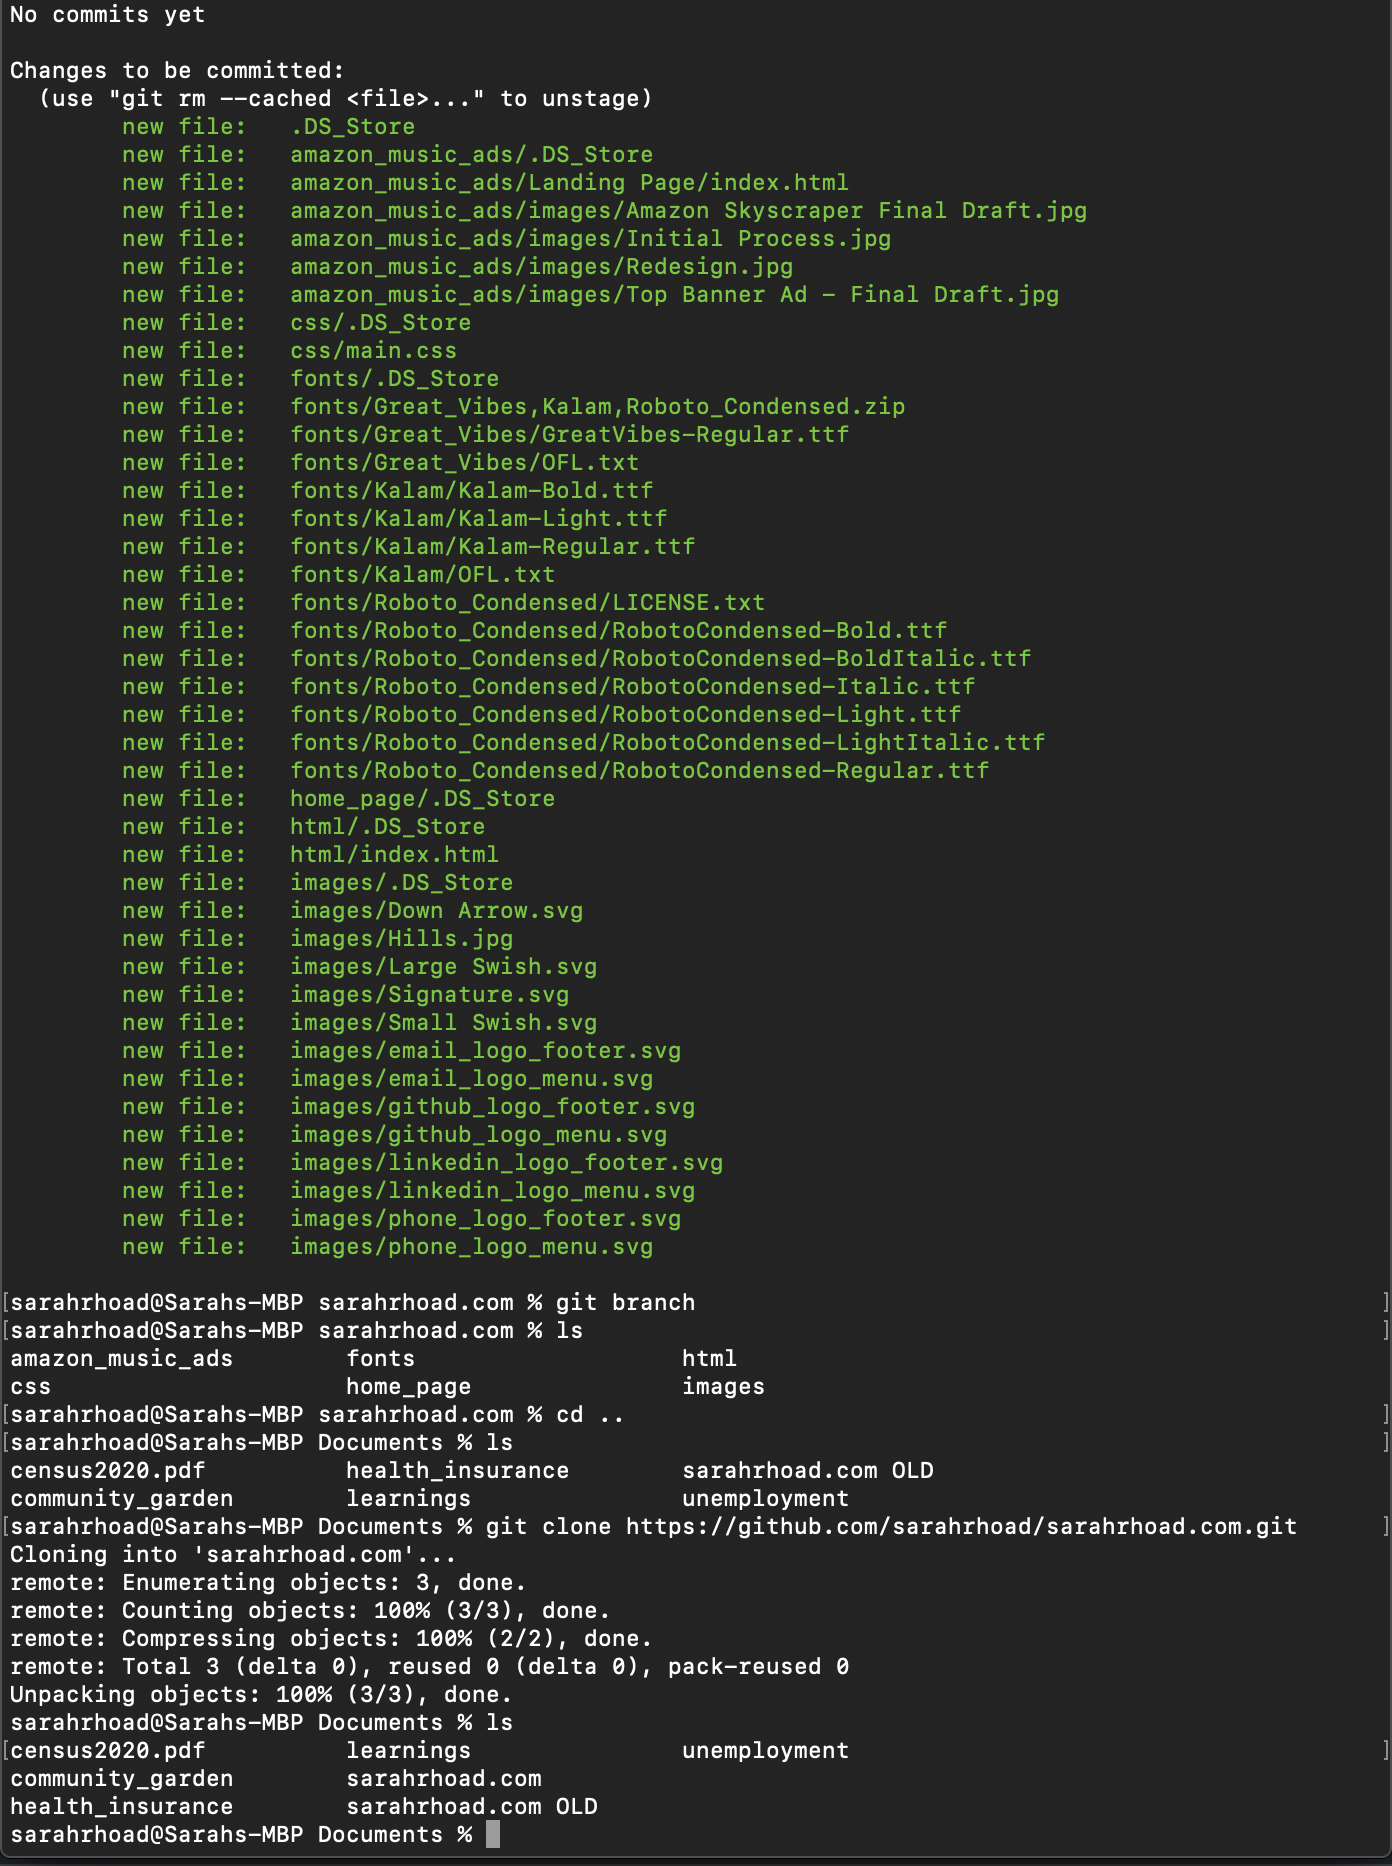 No commits yet

Changes to be committed:
  (use "git rm --cached <file>..." to unstage)
        new file:   .DS_Store
        new file:   amazon_music_ads/.DS_Store
        new file:   amazon_music_ads/Landing Page/index.html
        new file:   amazon_music_ads/images/Amazon Skyscraper Final Draft.jpg
        new file:   amazon_music_ads/images/Initial Process.jpg
        new file:   amazon_music_ads/images/Redesign.jpg
        new file:   amazon_music_ads/images/Top Banner Ad - Final Draft.jpg
        new file:   css/.DS_Store
        new file:   css/main.css
        new file:   fonts/.DS_Store
        new file:   fonts/Great_Vibes,Kalam,Roboto_Condensed.zip
        new file:   fonts/Great_Vibes/GreatVibes-Regular.ttf
        new file:   fonts/Great_Vibes/OFL.txt
        new file:   fonts/Kalam/Kalam-Bold.ttf
        new file:   fonts/Kalam/Kalam-Light.ttf
        new file:   fonts/Kalam/Kalam-Regular.ttf
        new file:   fonts/Kalam/OFL.txt
        new file:   fonts/Roboto_Condensed/LICENSE.txt
        new file:   fonts/Roboto_Condensed/RobotoCondensed-Bold.ttf
        new file:   fonts/Roboto_Condensed/RobotoCondensed-BoldItalic.ttf
        new file:   fonts/Roboto_Condensed/RobotoCondensed-Italic.ttf
        new file:   fonts/Roboto_Condensed/RobotoCondensed-Light.ttf
        new file:   fonts/Roboto_Condensed/RobotoCondensed-LightItalic.ttf
        new file:   fonts/Roboto_Condensed/RobotoCondensed-Regular.ttf
        new file:   home_page/.DS_Store
        new file:   html/.DS_Store
        new file:   html/index.html
        new file:   images/.DS_Store
        new file:   images/Down Arrow.svg
        new file:   images/Hills.jpg
        new file:   images/Large Swish.svg
        new file:   images/Signature.svg
        new file:   images/Small Swish.svg
        new file:   images/email_logo_footer.svg
        new file:   images/email_logo_menu.svg
        new file:   images/github_logo_footer.svg
        new file:   images/github_logo_menu.svg
        new file:   images/linkedin_logo_footer.svg
        new file:   images/linkedin_logo_menu.svg
        new file:   images/phone_logo_footer.svg
        new file:   images/phone_logo_menu.svg

[sarahrhoad@Sarahs-MBP sarahrhoad.com % git branch ]
[sarahrhoad@Sarahs-MBP sarahrhoad.com % ls ]
amazon_music_ads        fonts                   html
css                     home_page               images
[sarahrhoad@Sarahs-MBP sarahrhoad.com % cd .. ]
[sarahrhoad@Sarahs-MBP Documents % ls ]
census2020.pdf          health_insurance        sarahrhoad.com OLD
community_garden        learnings               unemployment
[sarahrhoad@Sarahs-MBP Documents % git clone https://github.com/sarahrhoad/sarahrhoad.com.git ]
Cloning into 'sarahrhoad.com'...
remote: Enumerating objects: 3, done.
remote: Counting objects: 100% (3/3), done.
remote: Compressing objects: 100% (2/2), done.
remote: Total 3 (delta 0), reused 0 (delta 0), pack-reused 0
Unpacking objects: 100% (3/3), done.
sarahrhoad@Sarahs-MBP Documents % ls
[census2020.pdf          learnings               unemployment ]
community_garden        sarahrhoad.com
health_insurance        sarahrhoad.com OLD
sarahrhoad@Sarahs-MBP Documents %